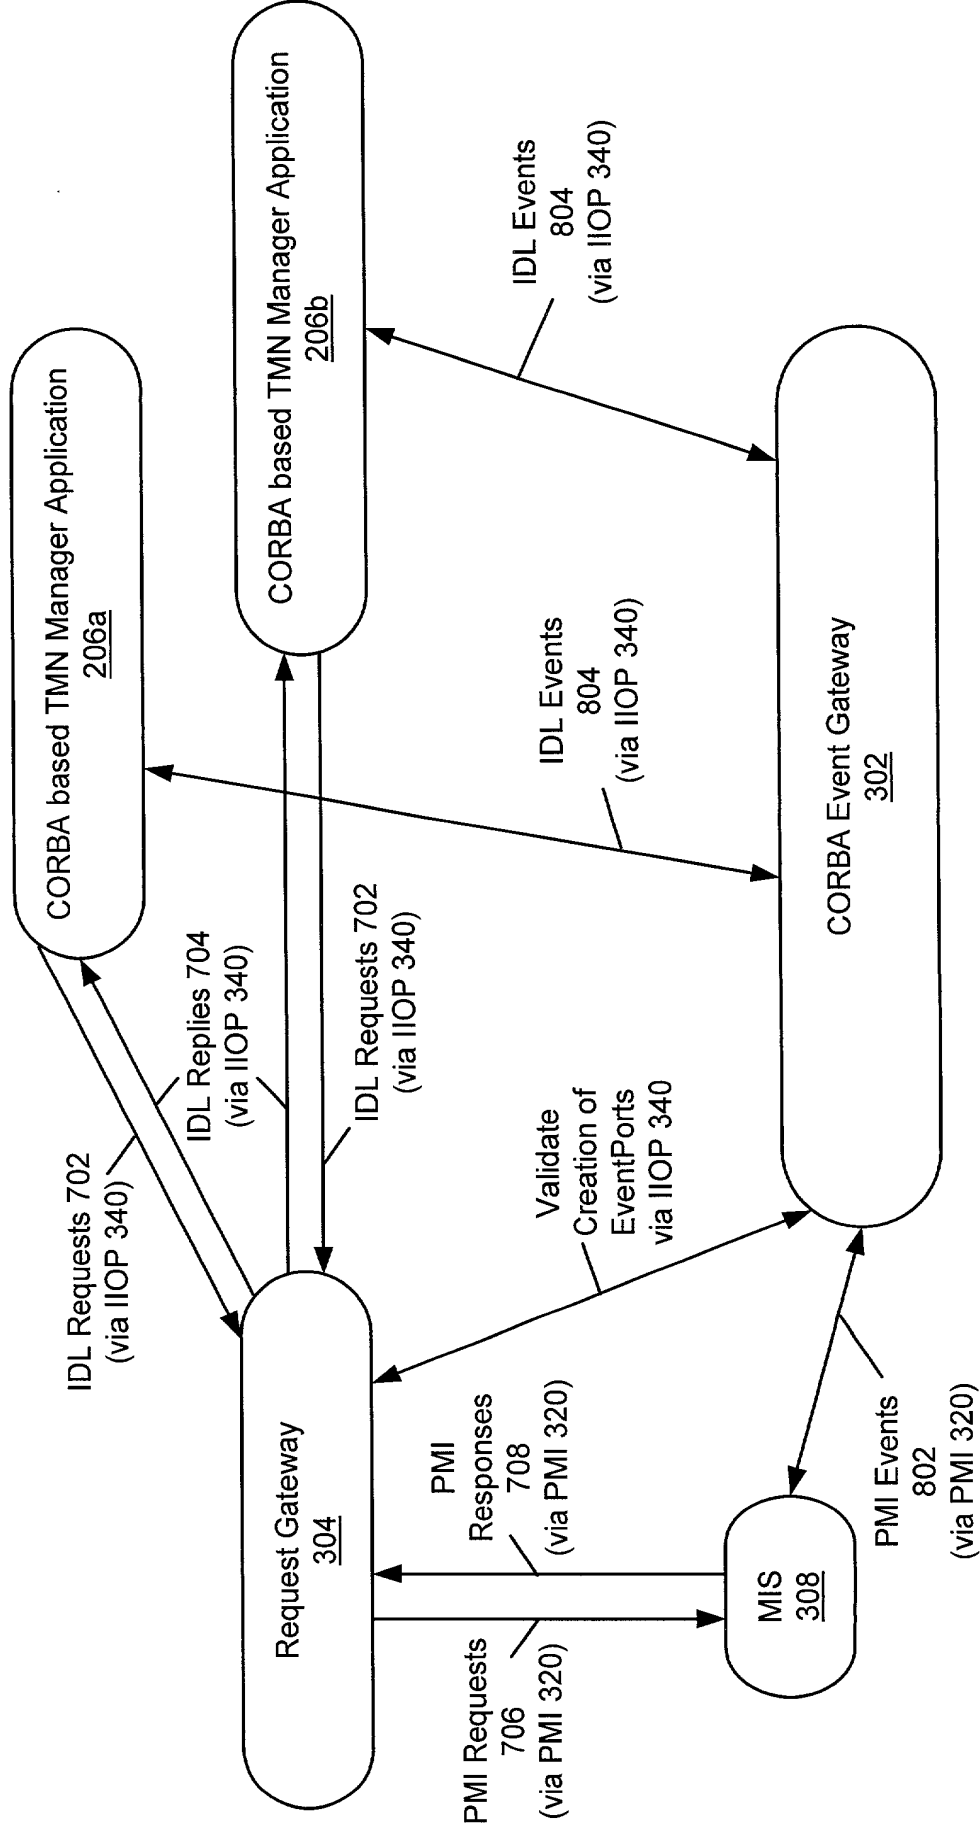 CORBA based TMN Manager Application
206a
CORBA based TMN Manager Application
206b
IDL Requests 702
(via IIOP 340)
IDL Replies 704
(via IIOP 340)
IDL Requests 702
(via IIOP 340)
Request Gateway
304
IDL Events
804
(via IIOP 340)
IDL Events
804
(via IIOP 340)
Validate
Creation of
EventPorts
via IIOP 340
PMI Requests
706
(via PMI 320)
PMI
Responses
708
(via PMI 320)
MIS
308
PMI Events
802
(via PMI 320)
CORBA Event Gateway
302